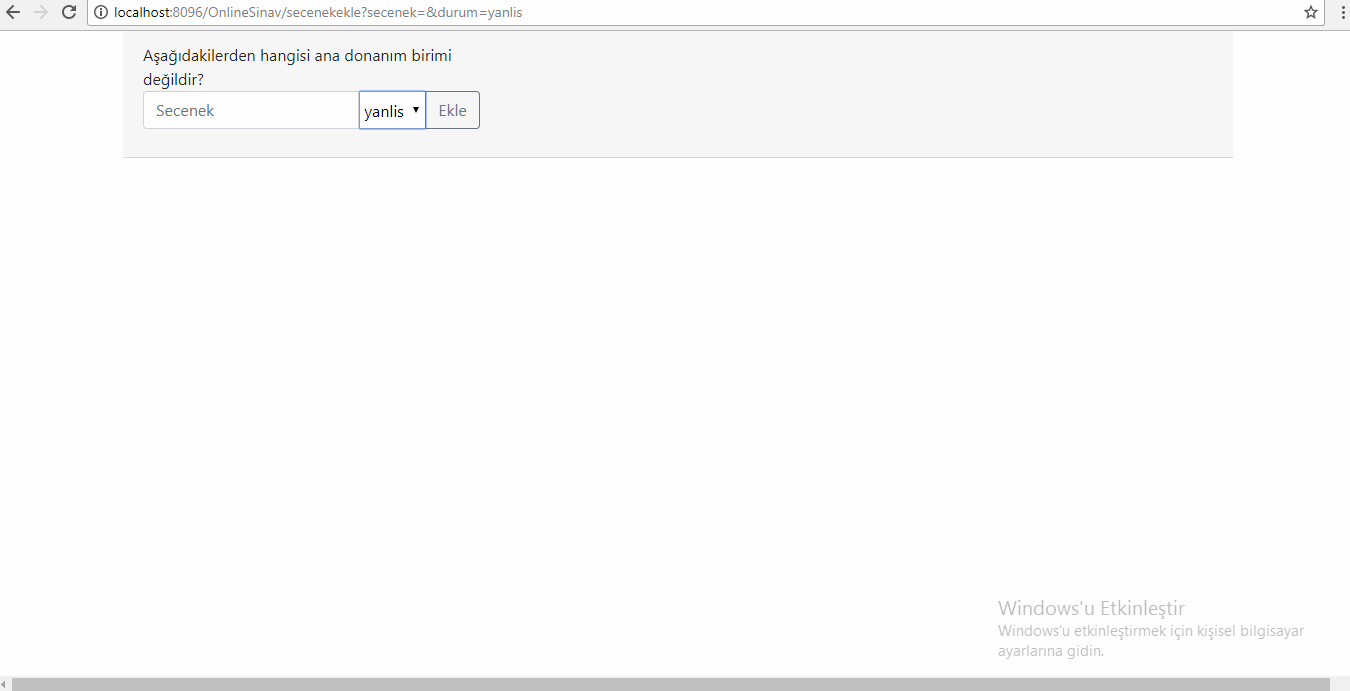 localhost:8096/OnlineSinav/secenekekle?secenek=&durum=yanlis
Aşağıdakilerden hangisi ana donanım birimi
değildir?
Secenek yanlis Ekle
Windows'u Etkinleştir
Windows'u etkinleştirmek için kişisel bilgisayar
ayarlarına gidin.